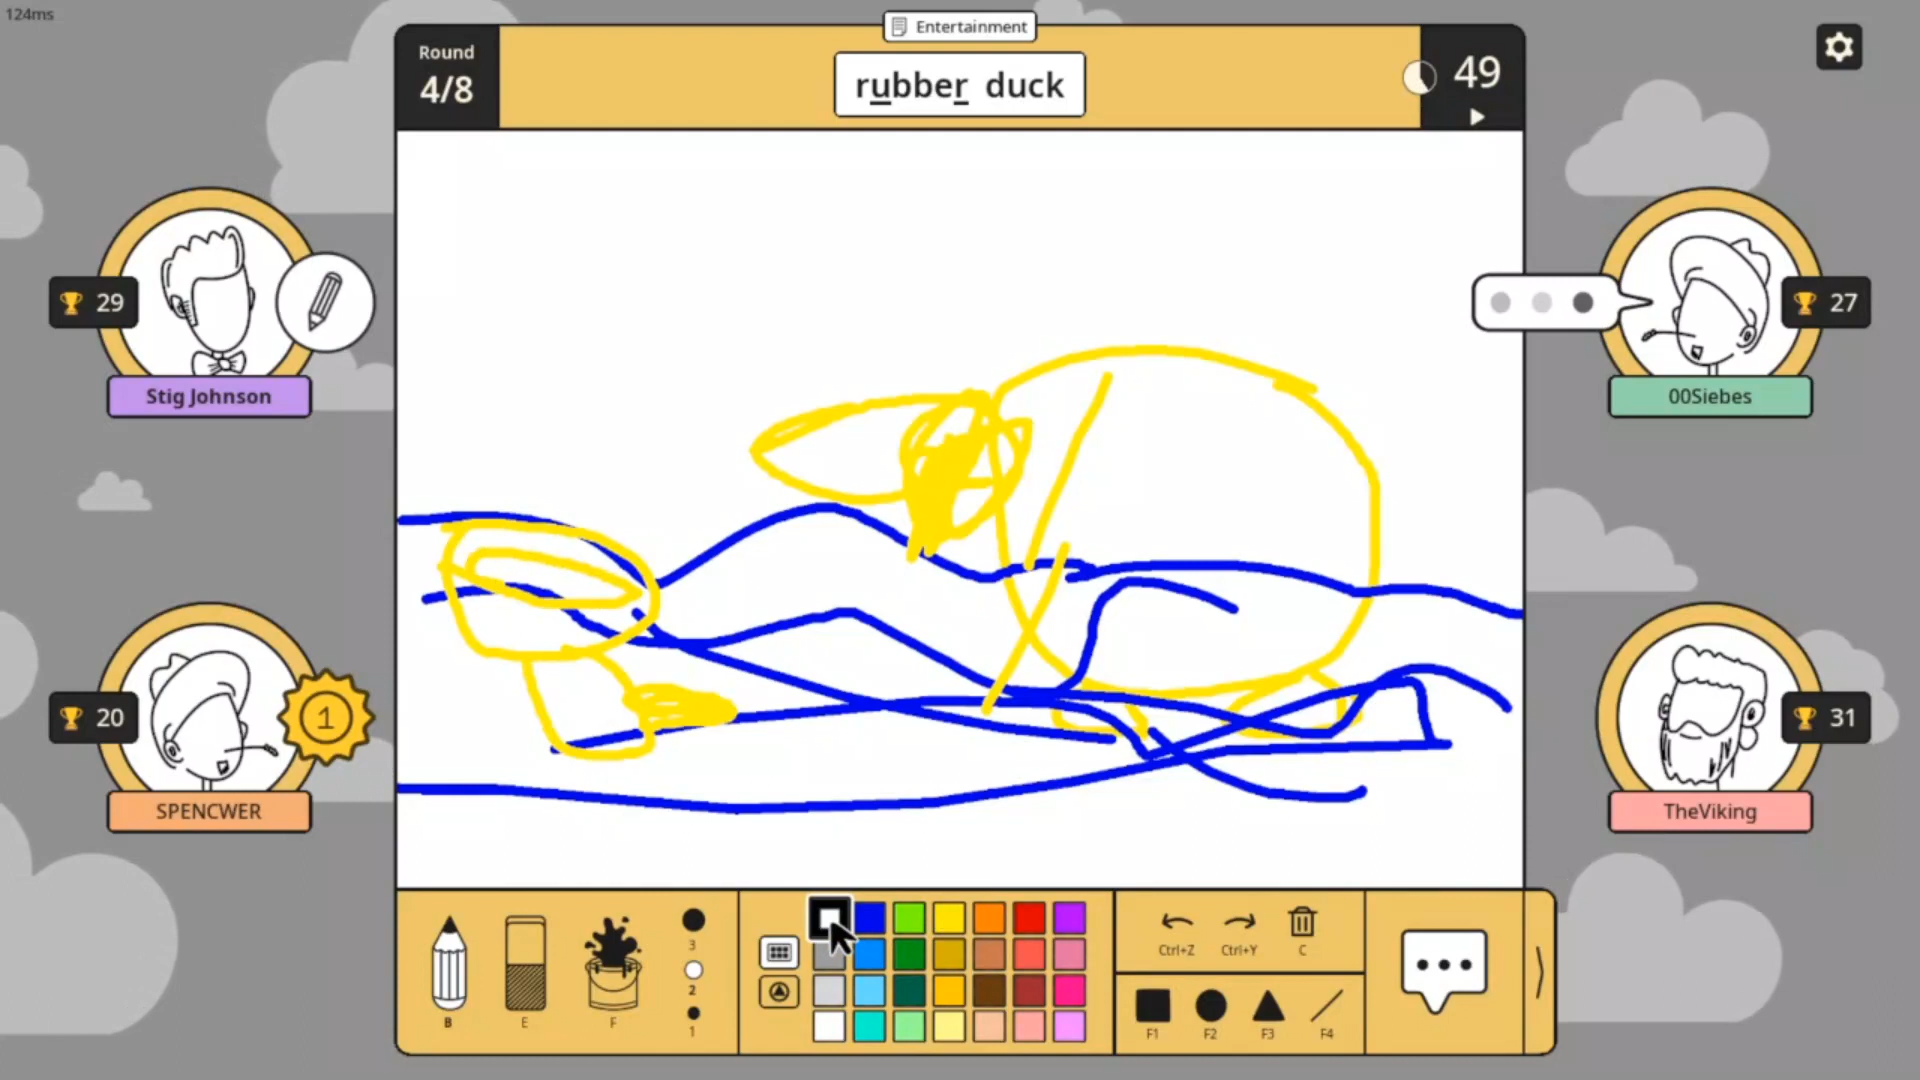 124ms
Entertainment
Round
4/8
rubber duck
49
29
Stig Johnson
27
00Siebes
20
1
SPENCWER
31
TheViking
B
E
F
3
2
1
Ctrl+Z
Ctrl+Y
C
F1
F2
F3
F4